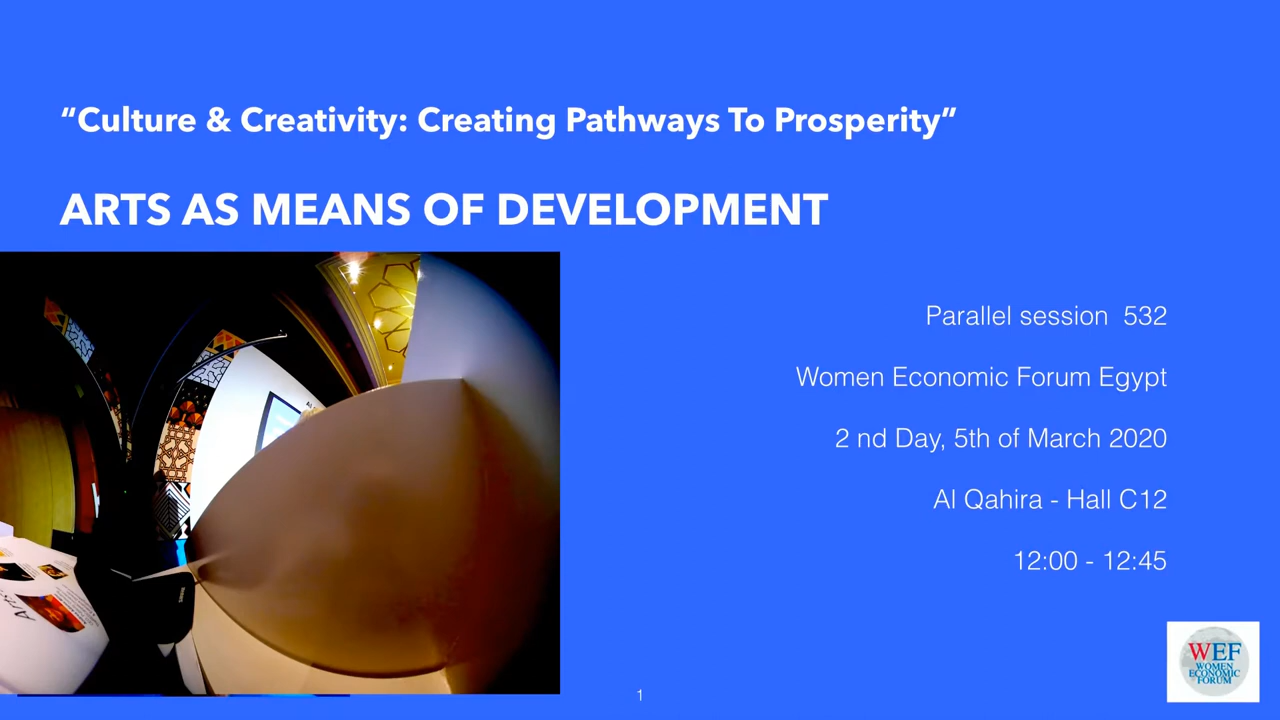 “Culture & Creativity: Creating Pathways To Prosperity”
ARTS AS MEANS OF DEVELOPMENT
Parallel session 532
Women Economic Forum Egypt
2 nd Day, 5th of March 2020
Al Qahira - Hall C12
12:00 - 12:45
WEF
WOMEN
ECONOMIC
FORUM
1